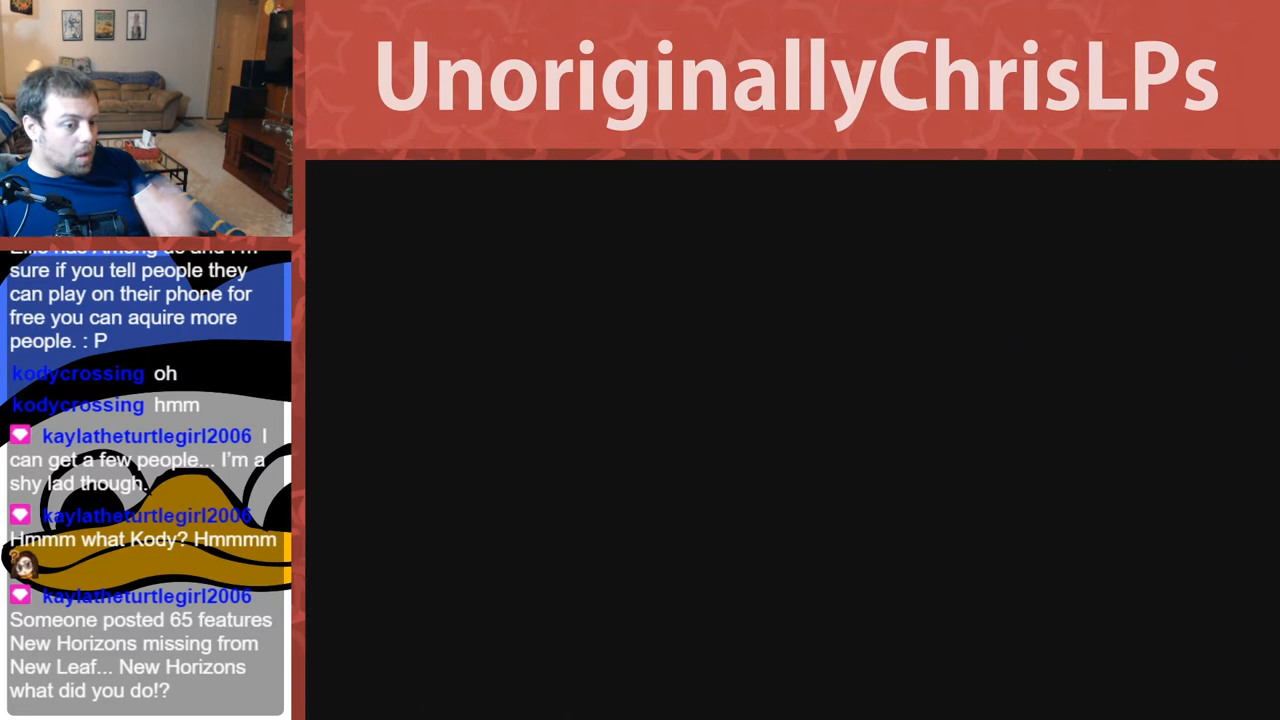 UnoriginallyChrisLPs
sure if you tell people they
can play on their phone for
free you can aquire more
people. : P
kodycrossing oh
kodycrossing hmm
kaylatheturtlegirl2006 I
can get a few people... I'm a
shy lad though.
kaylatheturtlegirl2006
Hmmm what Kody? Hmmmm
kaylatheturtlegirl2006
Someone posted 65 features
New Horizons missing from
New Leaf... New Horizons
what did you do!?